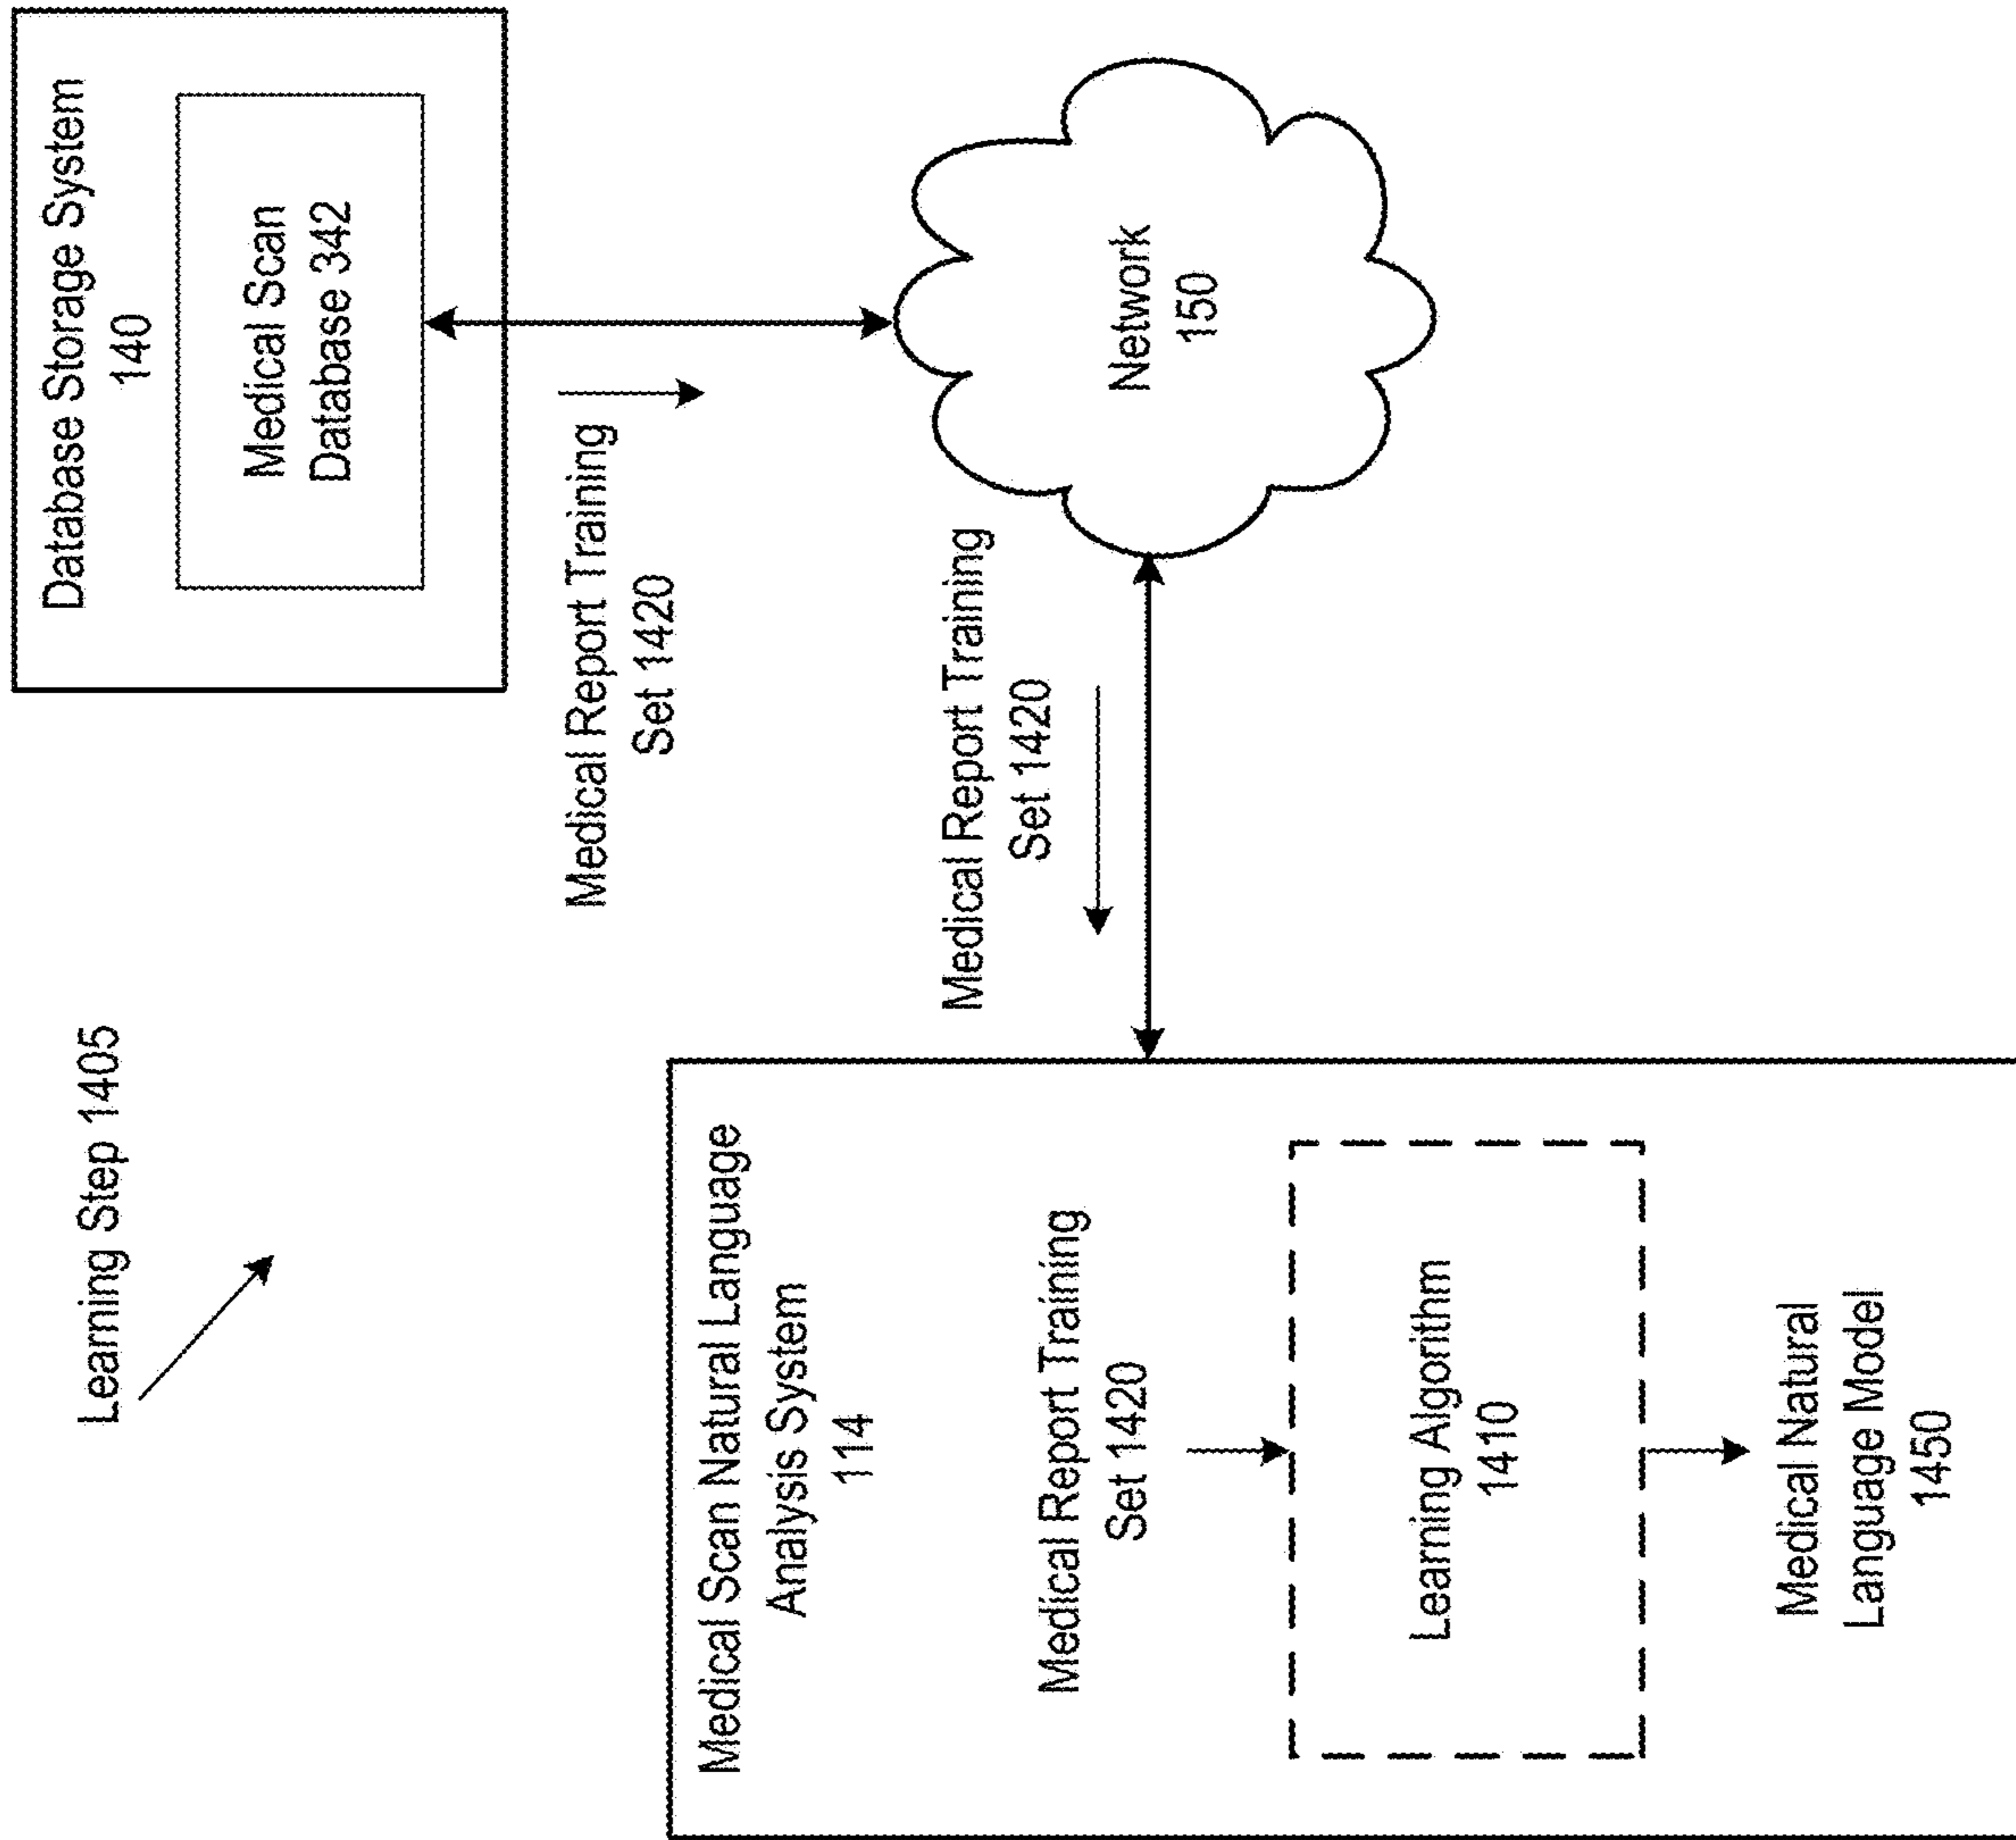 Learning Step 1405
Medical Scan Natural Language
Analysis System
114
Medical Report Training
Set 1420
Learning Algorithm
1410
Medical Natural
Language Model
1450
Database Storage System
140
Medical Scan
Database 342
Medical Report Training
Set 1420
Medical Report Training
Set 1420
Network
150